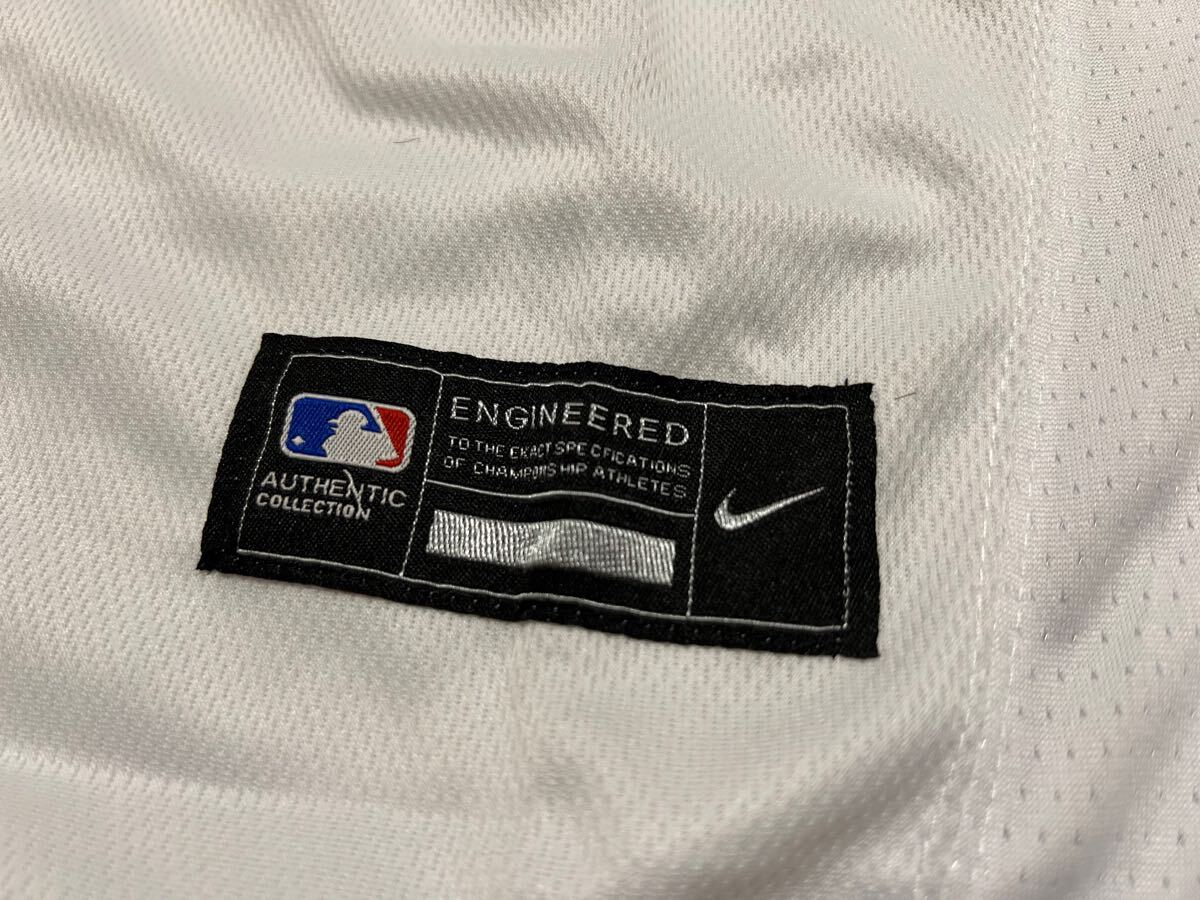 AUTHENTIC
COLLECTION
ENGINEERED
TO THE EXACT SPECIFICATIONS
OF CHAMPIONSHIP ATHLETES